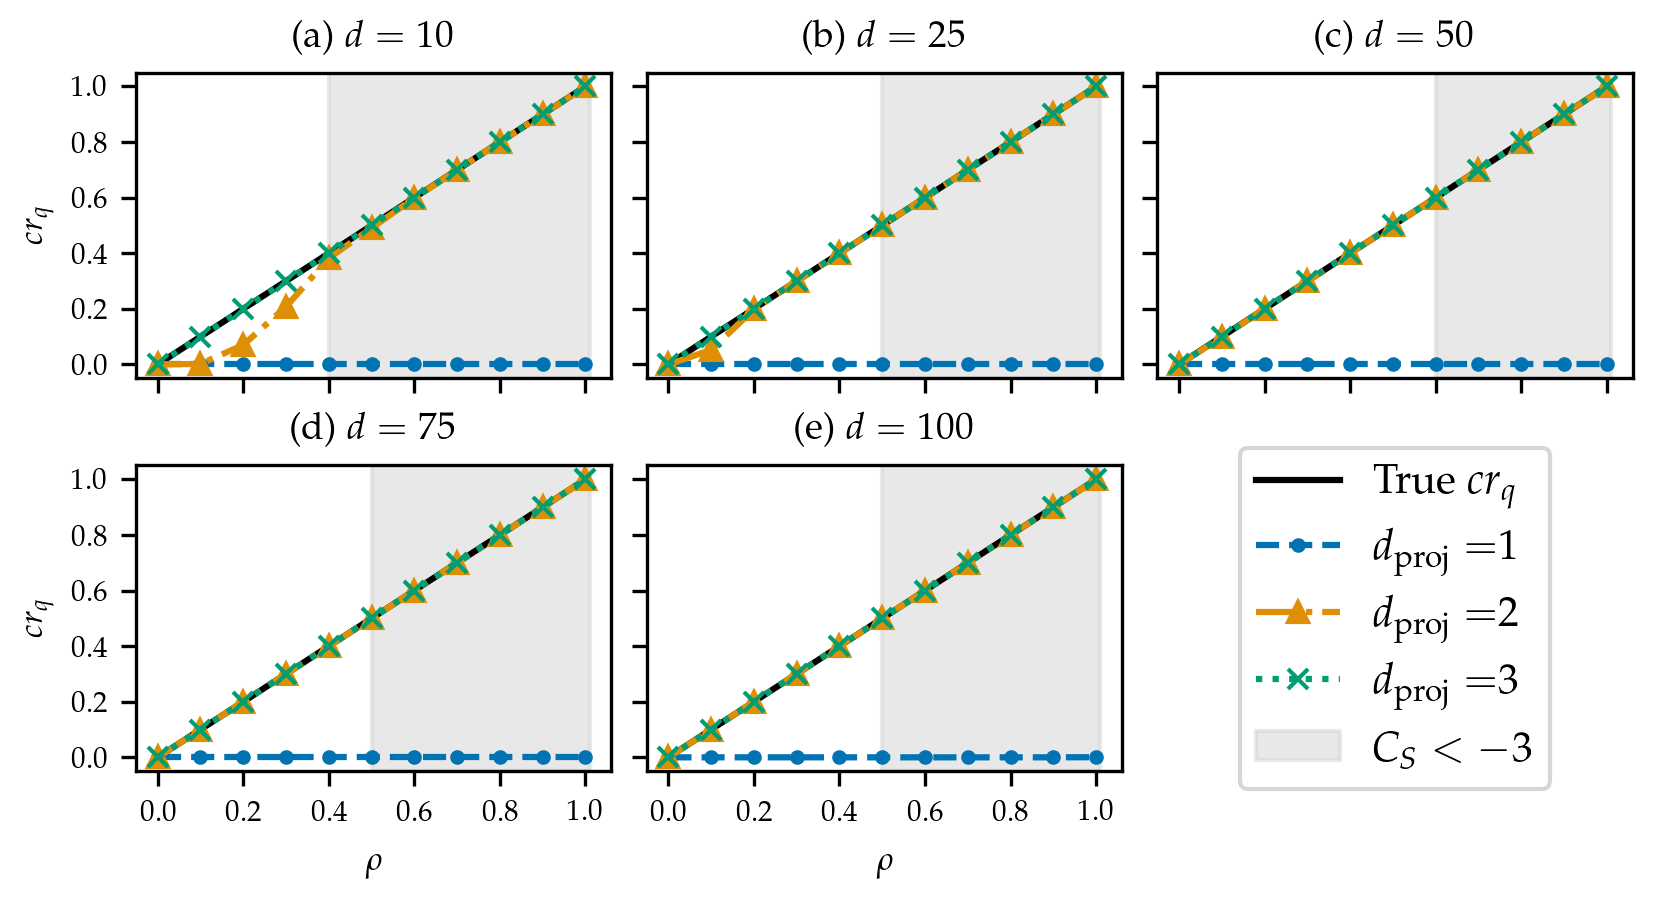 (a) d = 10 (b) d = 25 (c) d = 50
1.0
0.8
0.6
0.4
0.2
0.0
cr_q
(d) d = 75 (e) d = 100
1.0
0.8
0.6
0.4
0.2
0.0
cr_q
0.0 0.2 0.4 0.6 0.8 1.0 0.0 0.2 0.4 0.6 0.8 1.0
ρ ρ
True cr_q
d_proj =1
d_proj =2
d_proj =3
C_S < −3